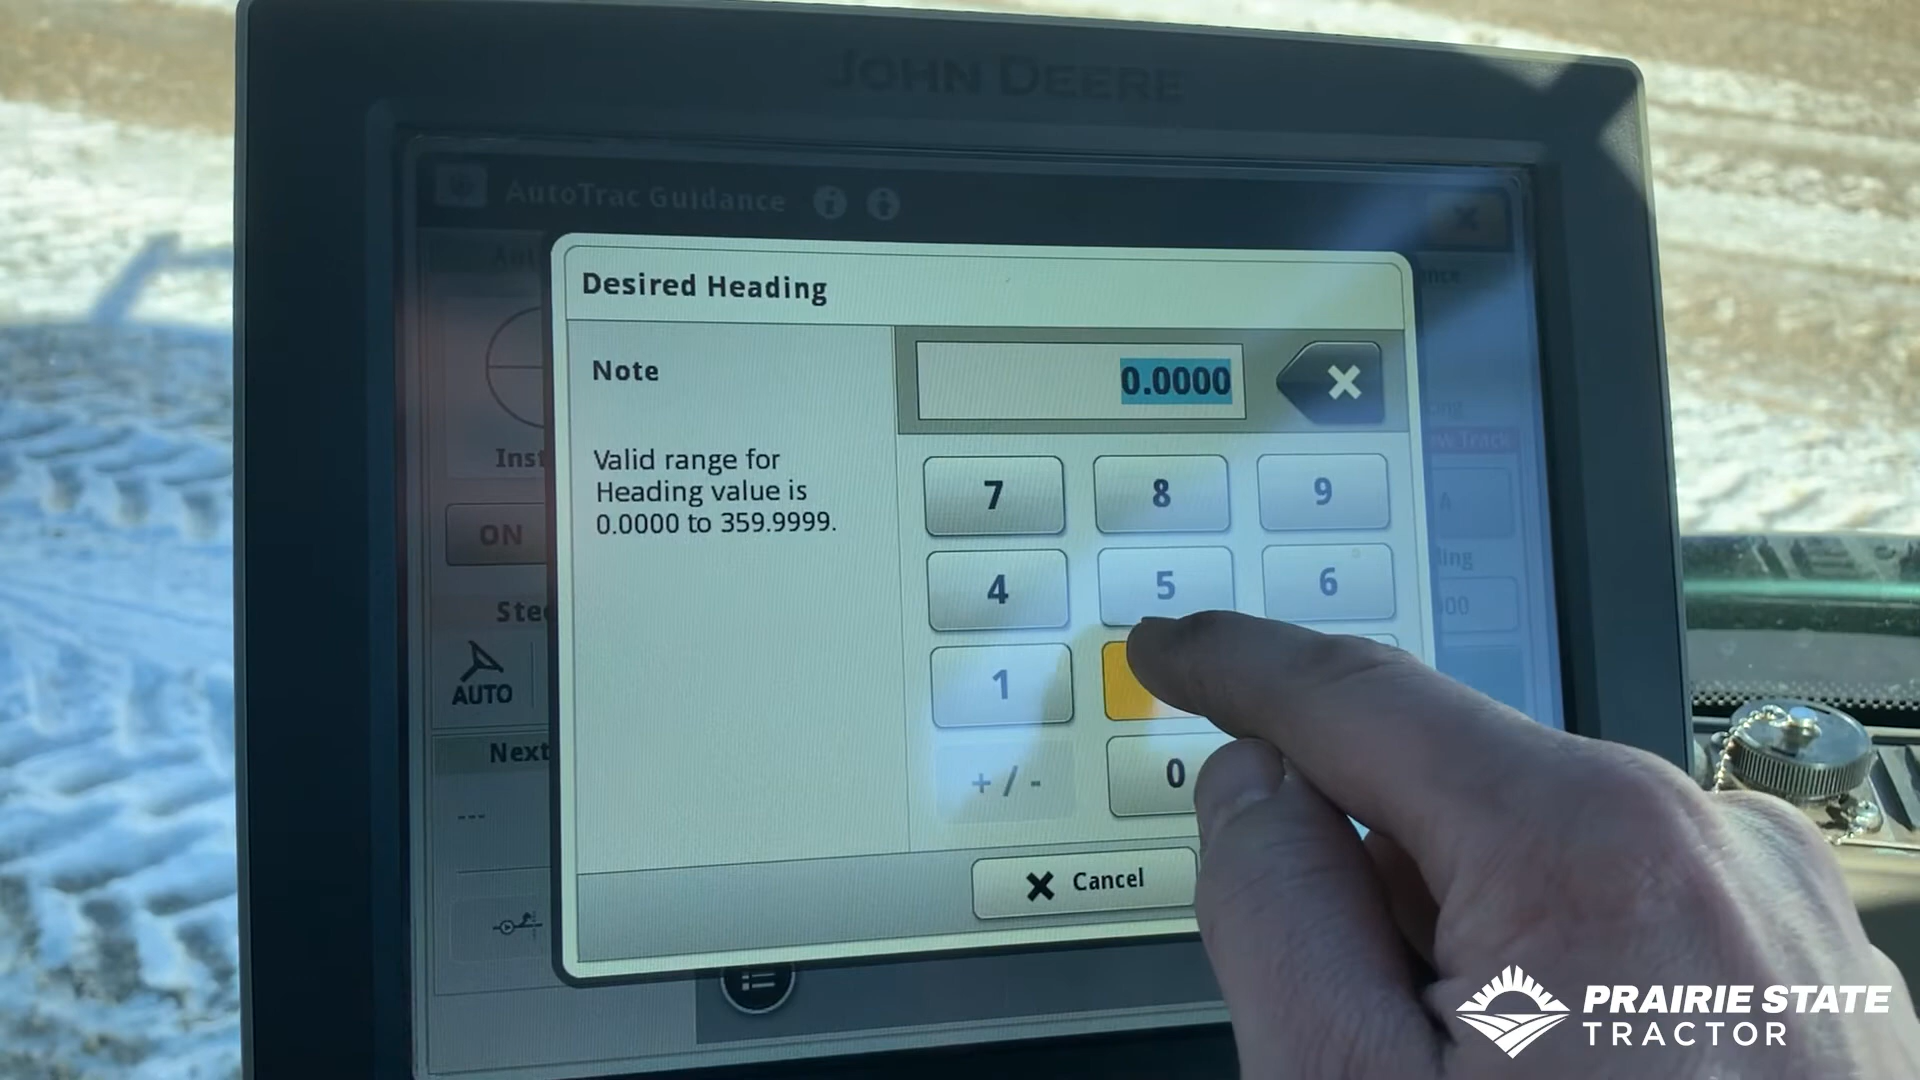 JOHN DEERE
AutoTrac Guidance
Desired Heading
Note
0.0000
Valid range for
Heading value is
0.0000 to 359.9999.
7 8 9
4 5 6
1
+ / - 0
Cancel
ON
AUTO
Next
A
PRAIRIE STATE
TRACTOR